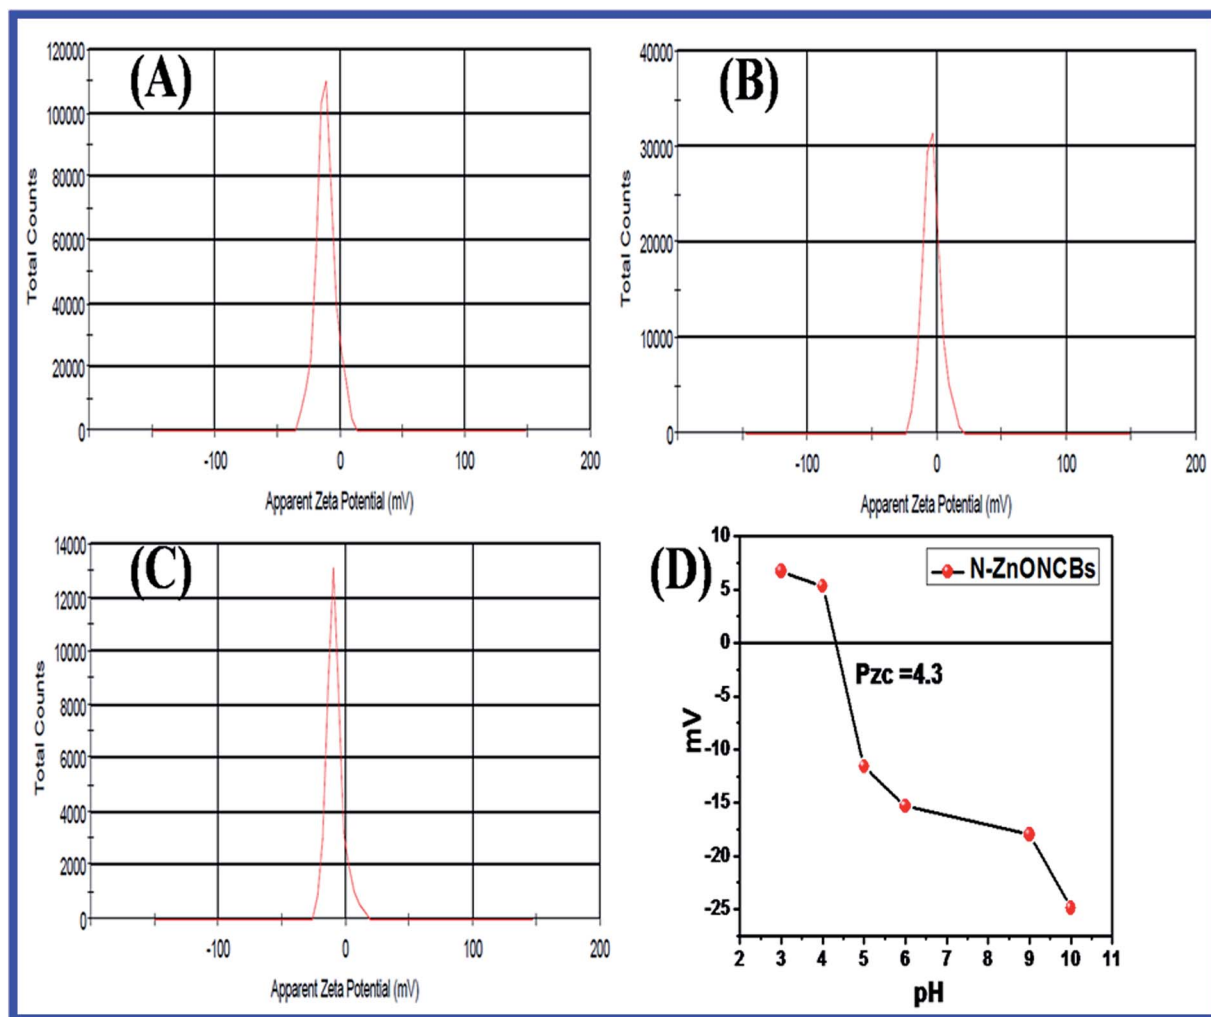 (A)
120000
100000
80000
60000
40000
20000
0
Total Counts
-100
0
100
200
Apparent Zeta Potential (mV)
(B)
40000
30000
20000
10000
0
Total Counts
-100
0
100
200
Apparent Zeta Potential (mV)
(C)
14000
12000
10000
8000
6000
4000
2000
0
Total Counts
-100
0
100
200
Apparent Zeta Potential (mV)
(D)
N-ZnONCBs
10
5
0
-5
-10
-15
-20
-25
mV
Pzc =4.3
2 3 4 5 6 7 8 9 10 11
pH